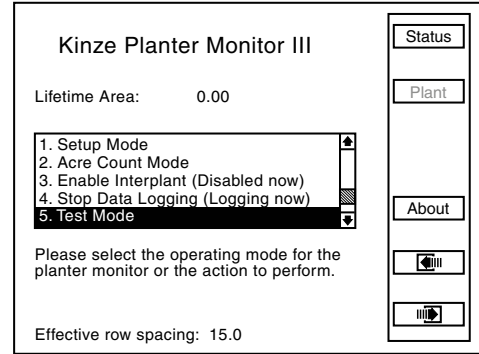 Kinze Planter Monitor III
Lifetime Area: 0.00
1. Setup Mode
2. Acre Count Mode
3. Enable Interplant (Disabled now)
4. Stop Data Logging (Logging now)
5. Test Mode
Please select the operating mode for the
planter monitor or the action to perform.
Effective row spacing: 15.0
Status
Plant
About